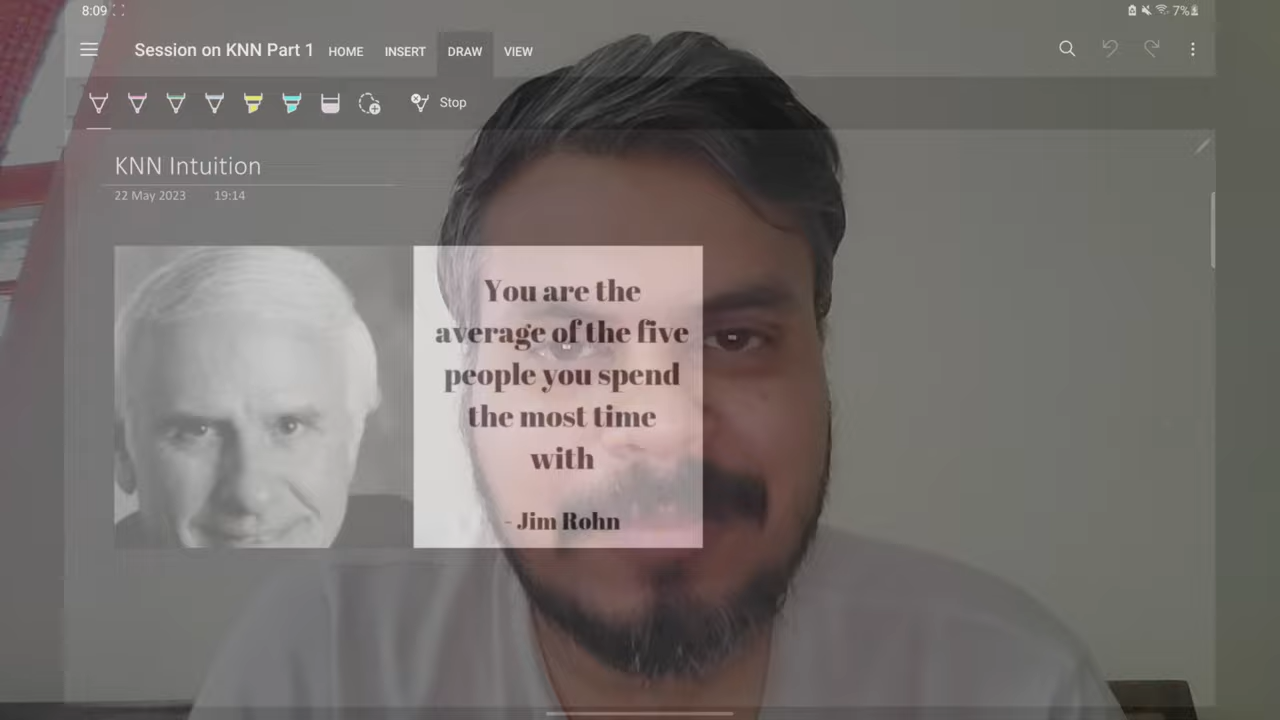 8:09
7%
Session on KNN Part 1 HOME INSERT DRAW VIEW
Stop
KNN Intuition
22 May 2023 19:14
You are the
average of the five
people you spend
the most time
with
- Jim Rohn